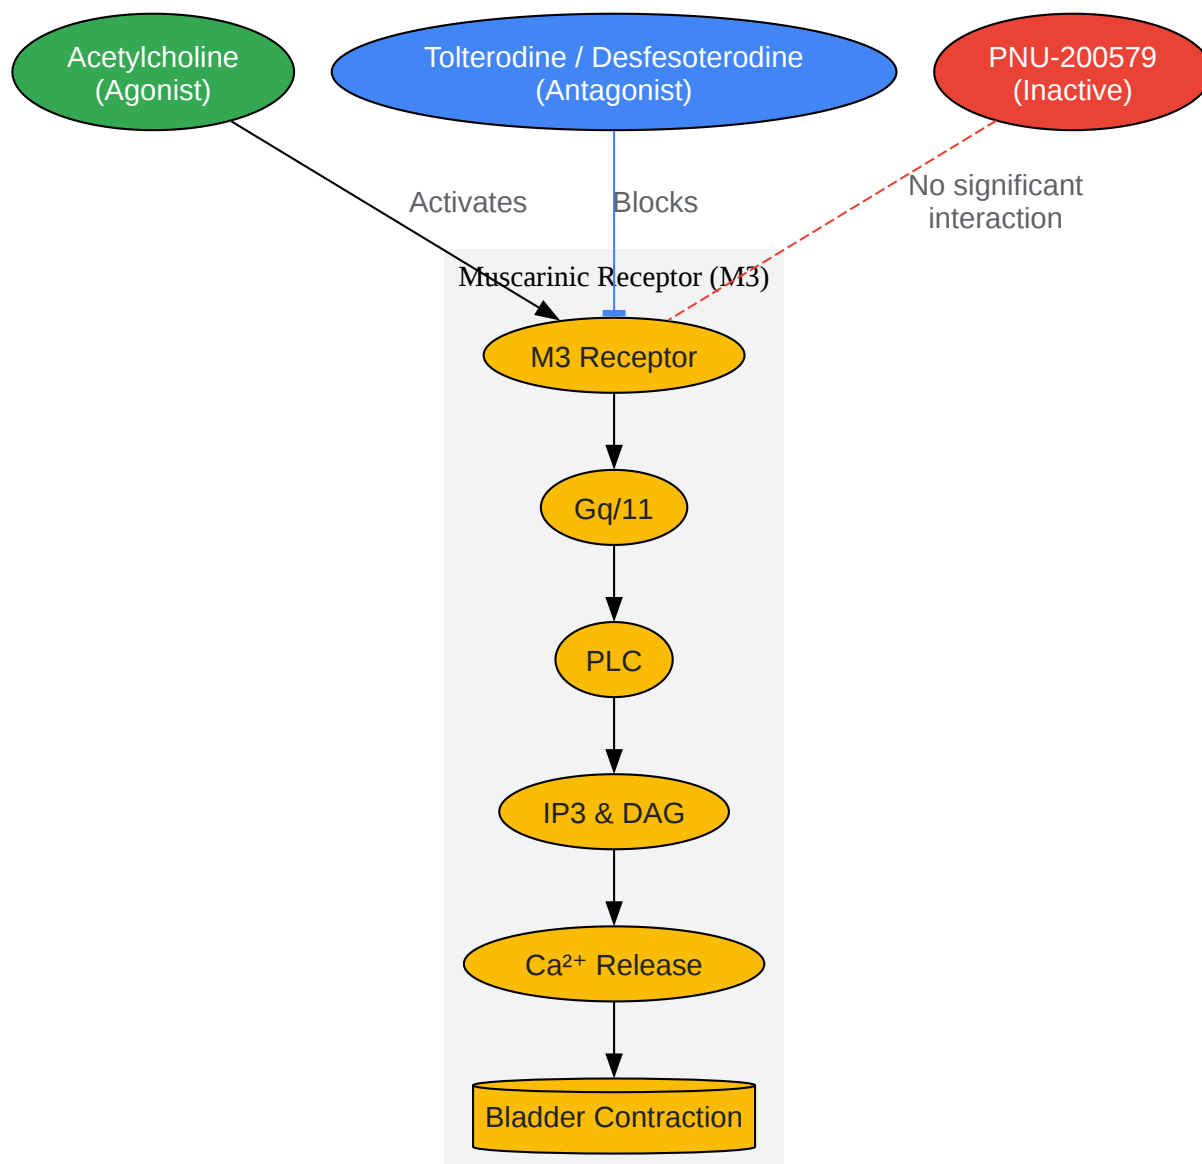 Acetylcholine
(Agonist)
Tolterodine / Desfesoterodine
(Antagonist)
PNU-200579
(Inactive)
Activates
Blocks
No significant
interaction
Muscarinic Receptor (M3)
M3 Receptor
Gq/11
PLC
IP3 & DAG
Ca²⁺ Release
Bladder Contraction